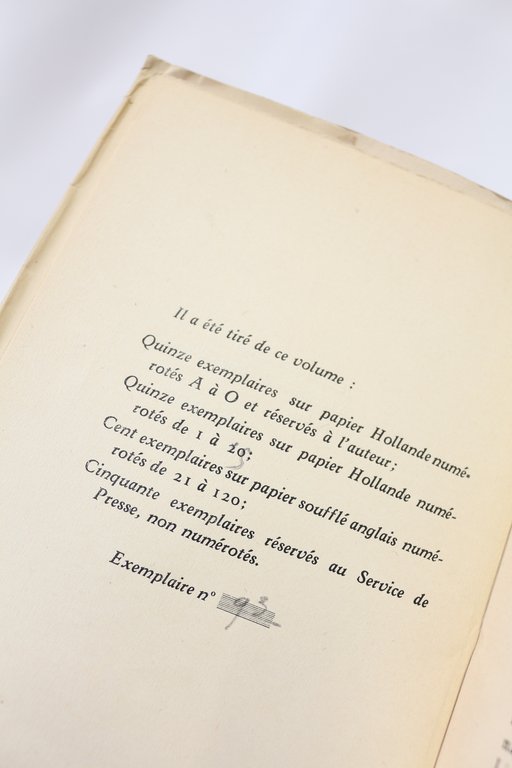 Il a été tiré de ce volume :
Quinze exemplaires sur papier Hollande numé-
rotés A à O et réservés à l'auteur;
Quinze exemplaires sur papier Hollande numé-
rotés de 1 à 20;
Cent exemplaires sur papier soufflé anglais numé-
rotés de 21 à 120;
Cinquante exemplaires réservés au Service de
Presse, non numérotés.
Exemplaire nº 93